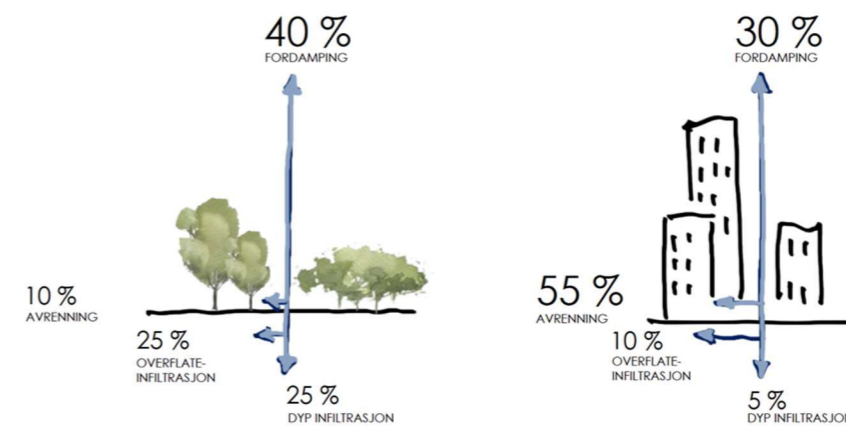 40 %
FORDAMPING
10 %
AVRENNING
25 %
OVERFLATE-
INFILTRASJON
25 %
DYP INFILTRASJON
30 %
FORDAMPING
55 %
AVRENNING
10 %
OVERFLATE-
INFILTRASJON
5 %
DYP INFILTRASJON